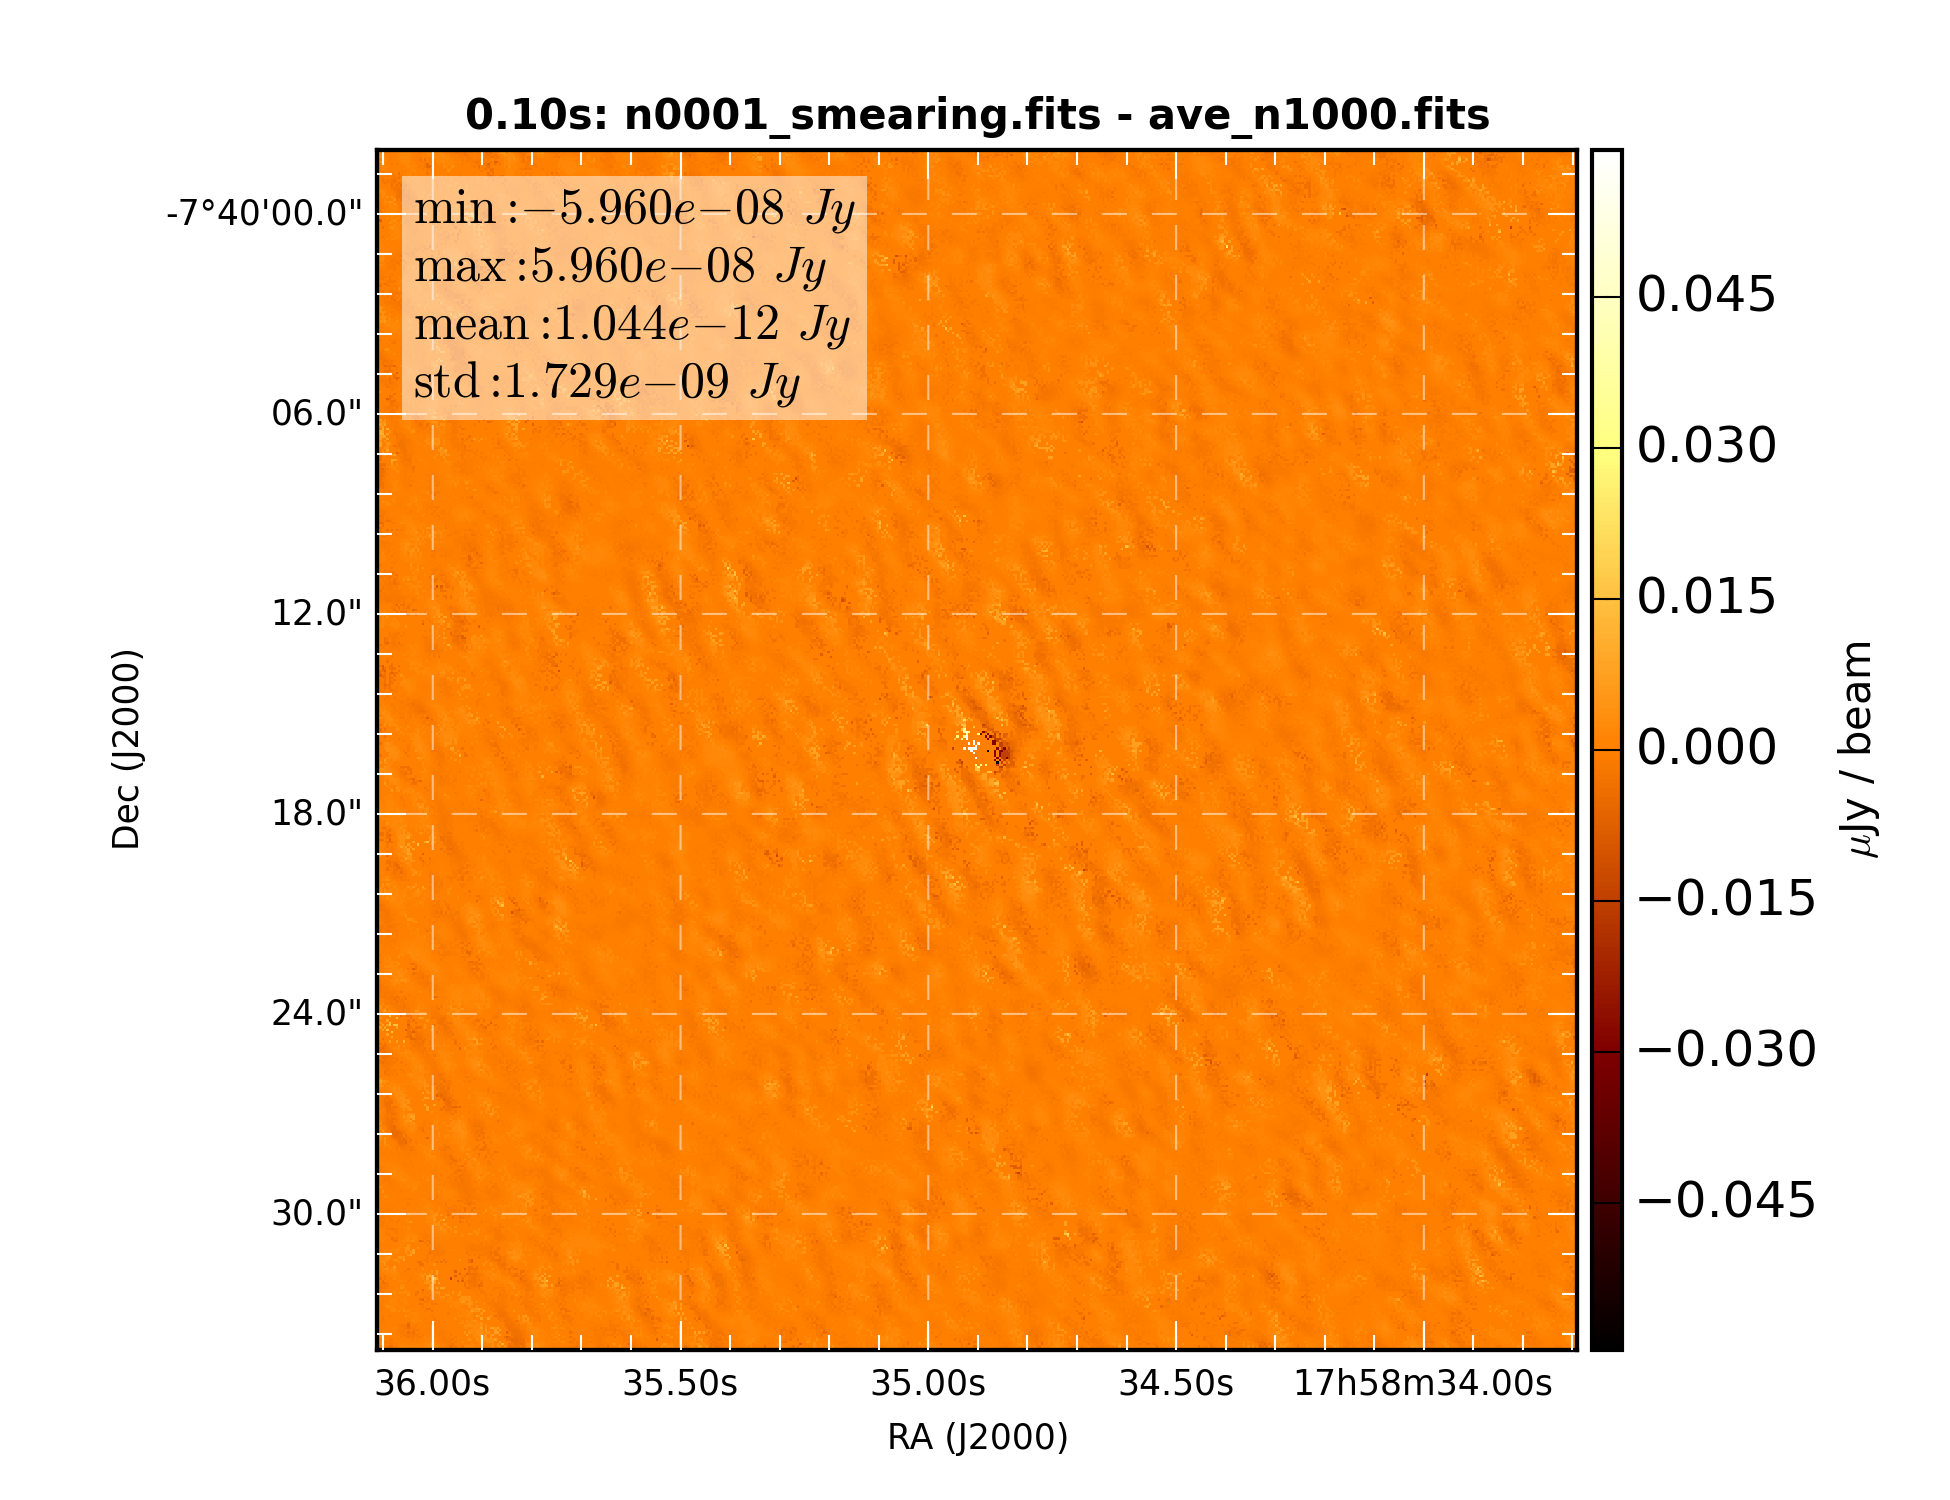 0.10s: n0001_smearing.fits - ave_n1000.fits
min :−5.960e−08 Jy
max :5.960e−08 Jy
mean :1.044e−12 Jy
std :1.729e−09 Jy
-7°40'00.0"
06.0"
12.0"
18.0"
24.0"
30.0"
Dec (J2000)
36.00s 35.50s 35.00s 34.50s 17h58m34.00s
RA (J2000)
0.045
0.030
0.015
0.000
−0.015
−0.030
−0.045
μJy / beam